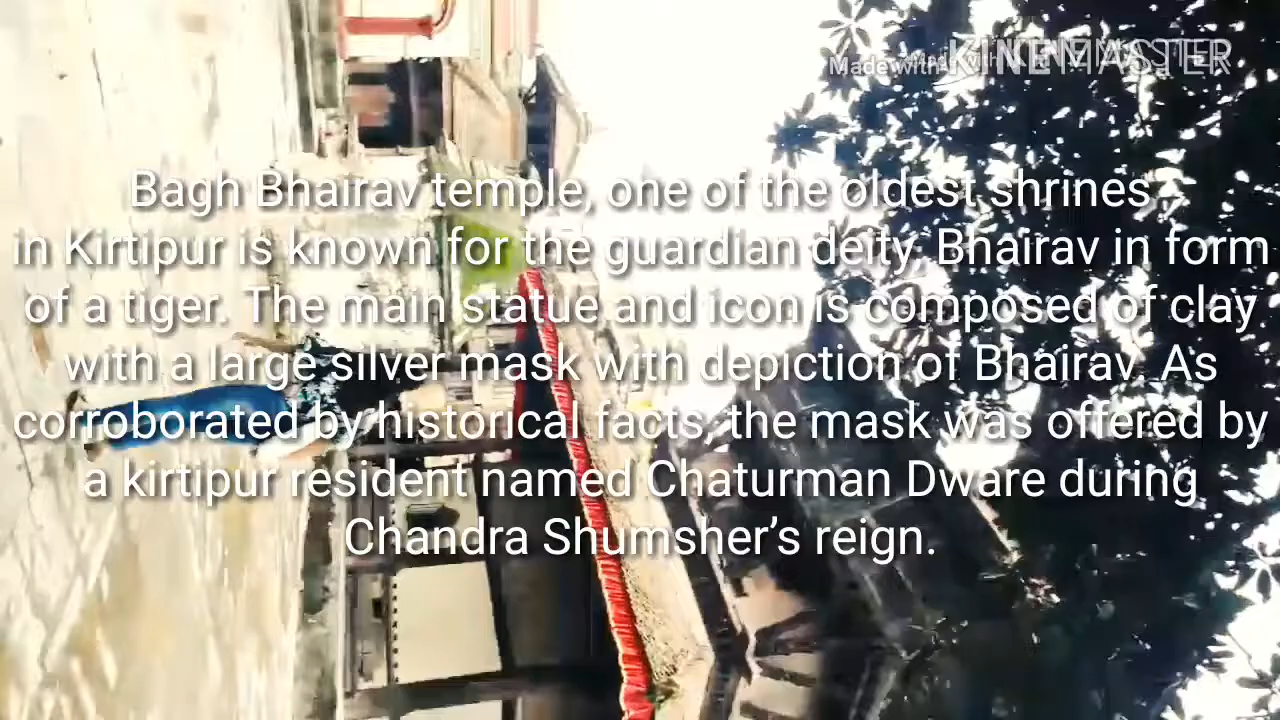 Made with KINEMASTER
Bagh Bhairav temple, one of the oldest shrines
in Kirtipur is known for the guardian deity, Bhairav in form
of a tiger. The main statue and icon is composed of clay
with a large silver mask with depiction of Bhairav. As
corroborated by historical facts, the mask was offered by
a kirtipur resident named Chaturman Dware during
Chandra Shumsher’s reign.